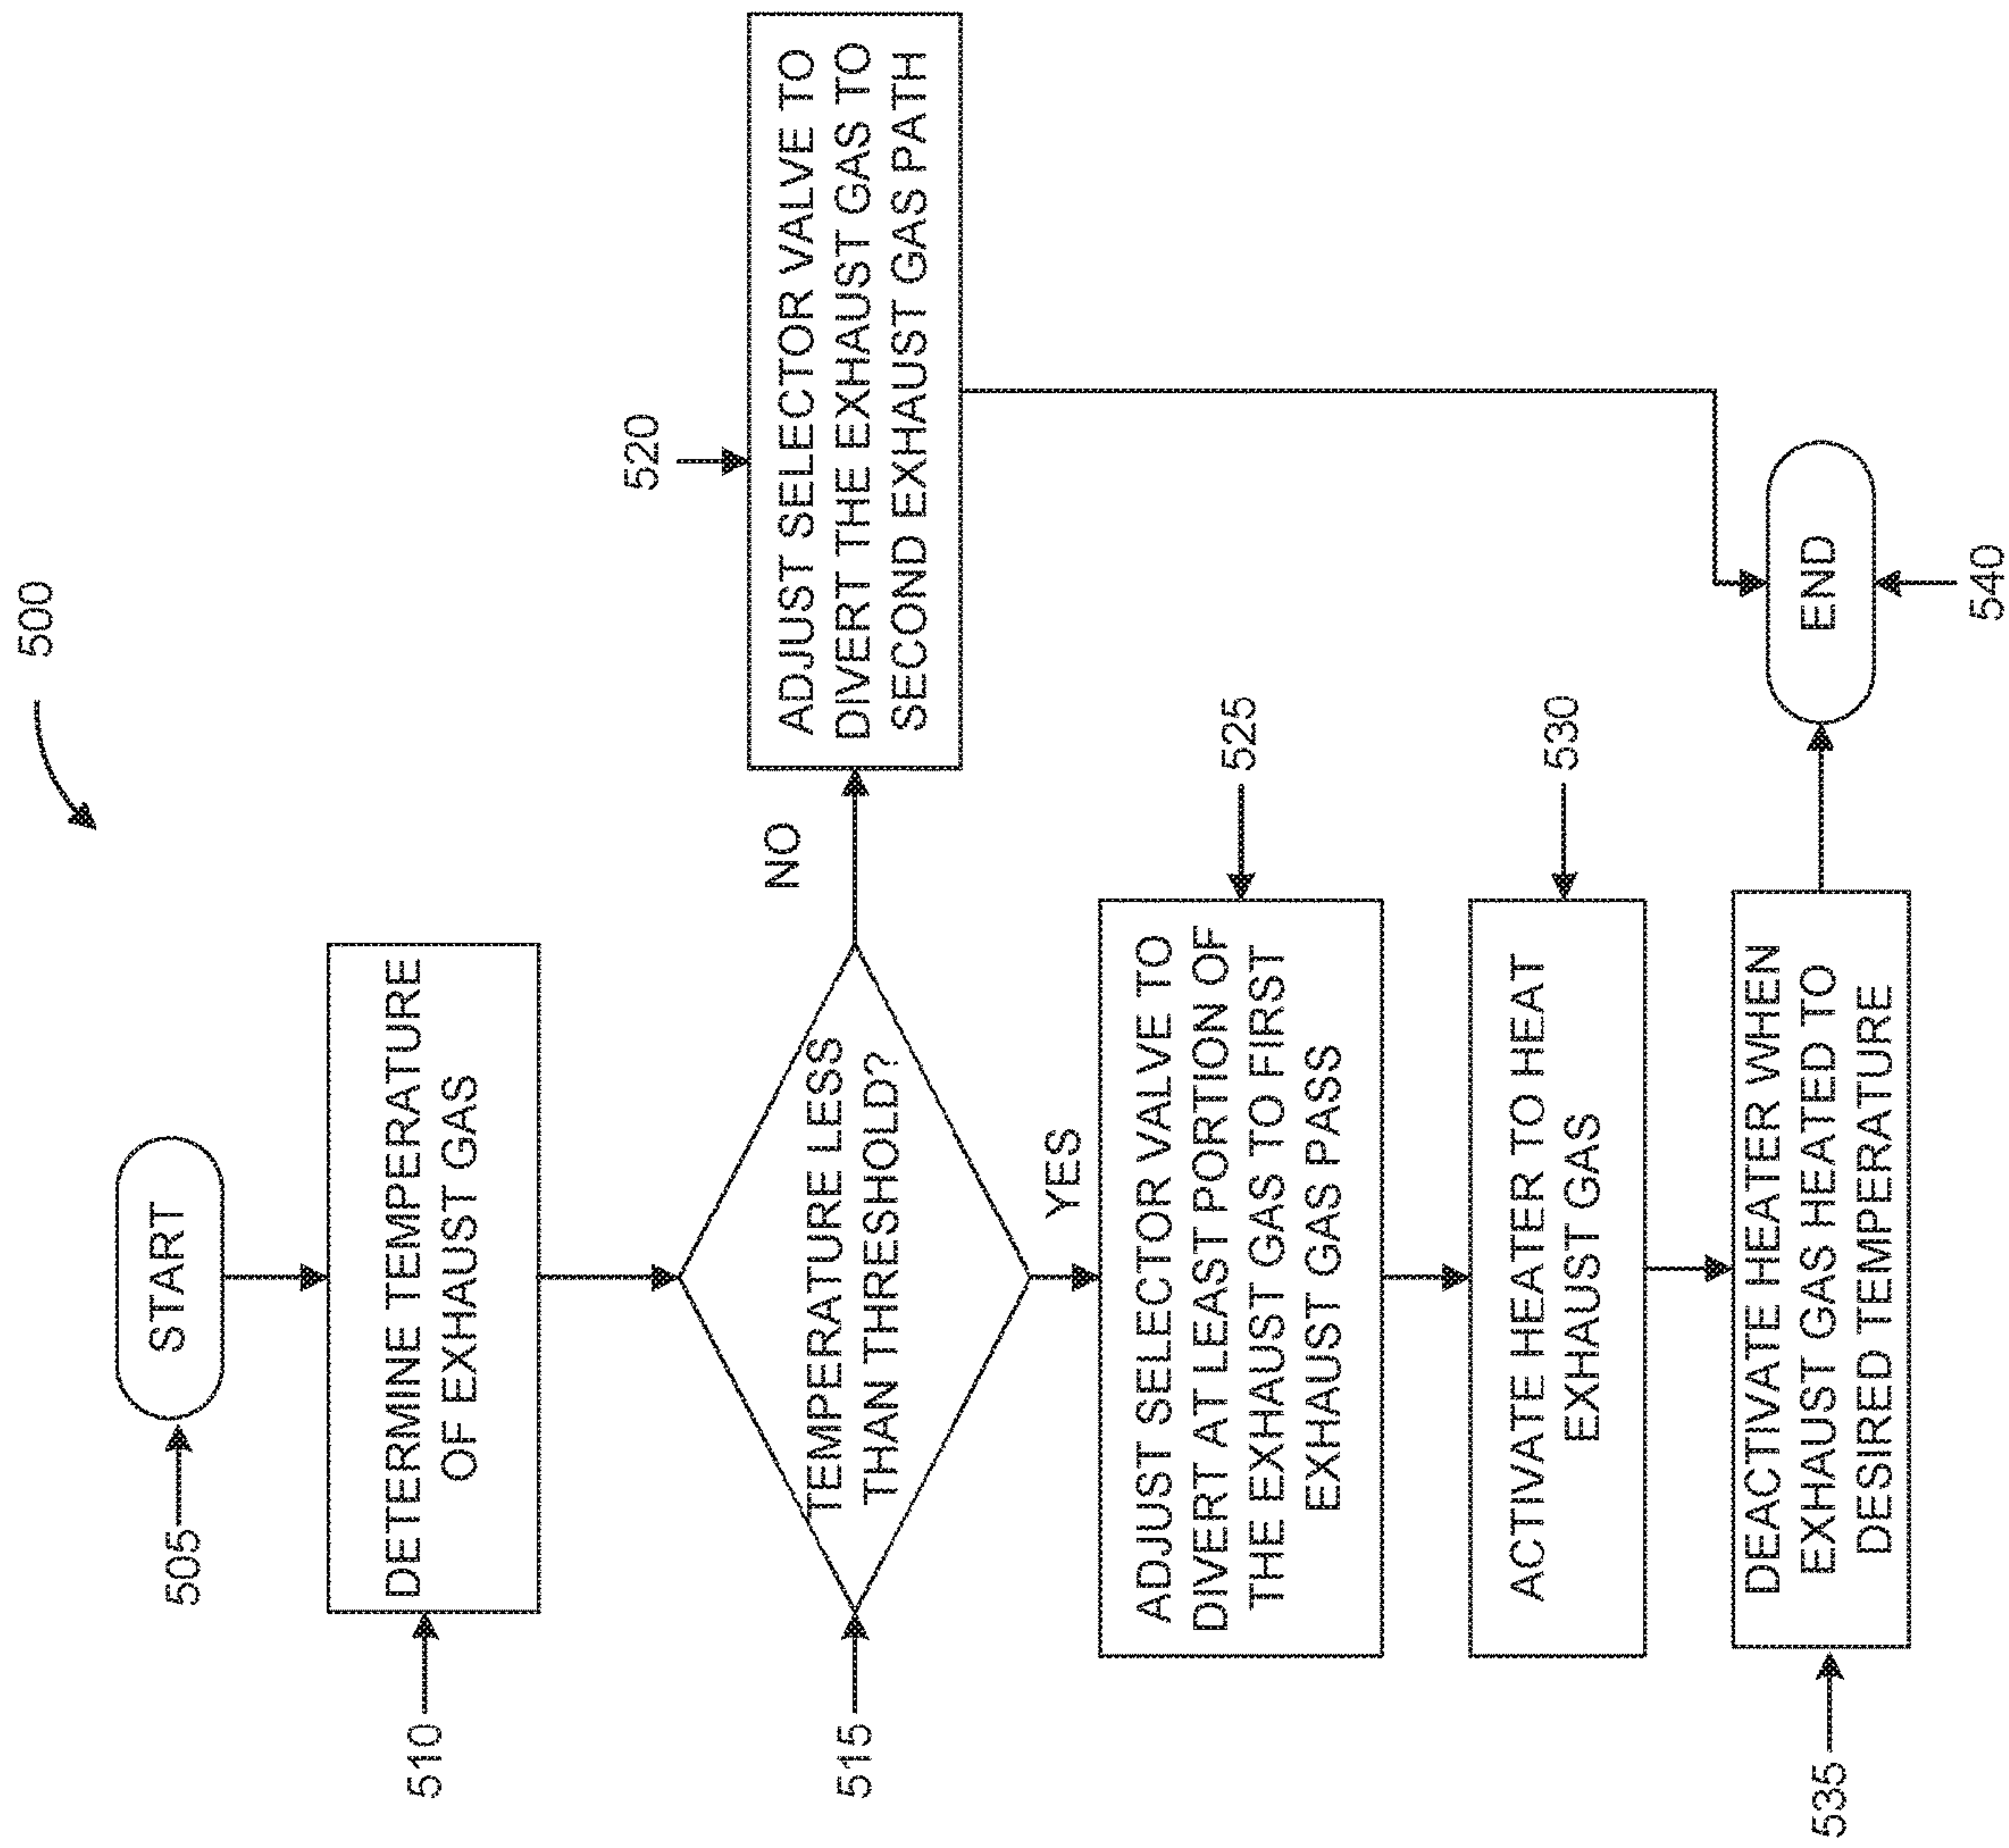 500
START
505
DETERMINE TEMPERATURE
OF EXHAUST GAS
510
TEMPERATURE LESS
THAN THRESHOLD?
515
NO
ADJUST SELECTOR VALVE TO
DIVERT THE EXHAUST GAS TO
SECOND EXHAUST GAS PATH
520
YES
ADJUST SELECTOR VALVE TO
DIVERT AT LEAST PORTION OF
THE EXHAUST GAS TO FIRST
EXHAUST GAS PASS
525
ACTIVATE HEATER TO HEAT
EXHAUST GAS
530
DEACTIVATE HEATER WHEN
EXHAUST GAS HEATED TO
DESIRED TEMPERATURE
535
END
540